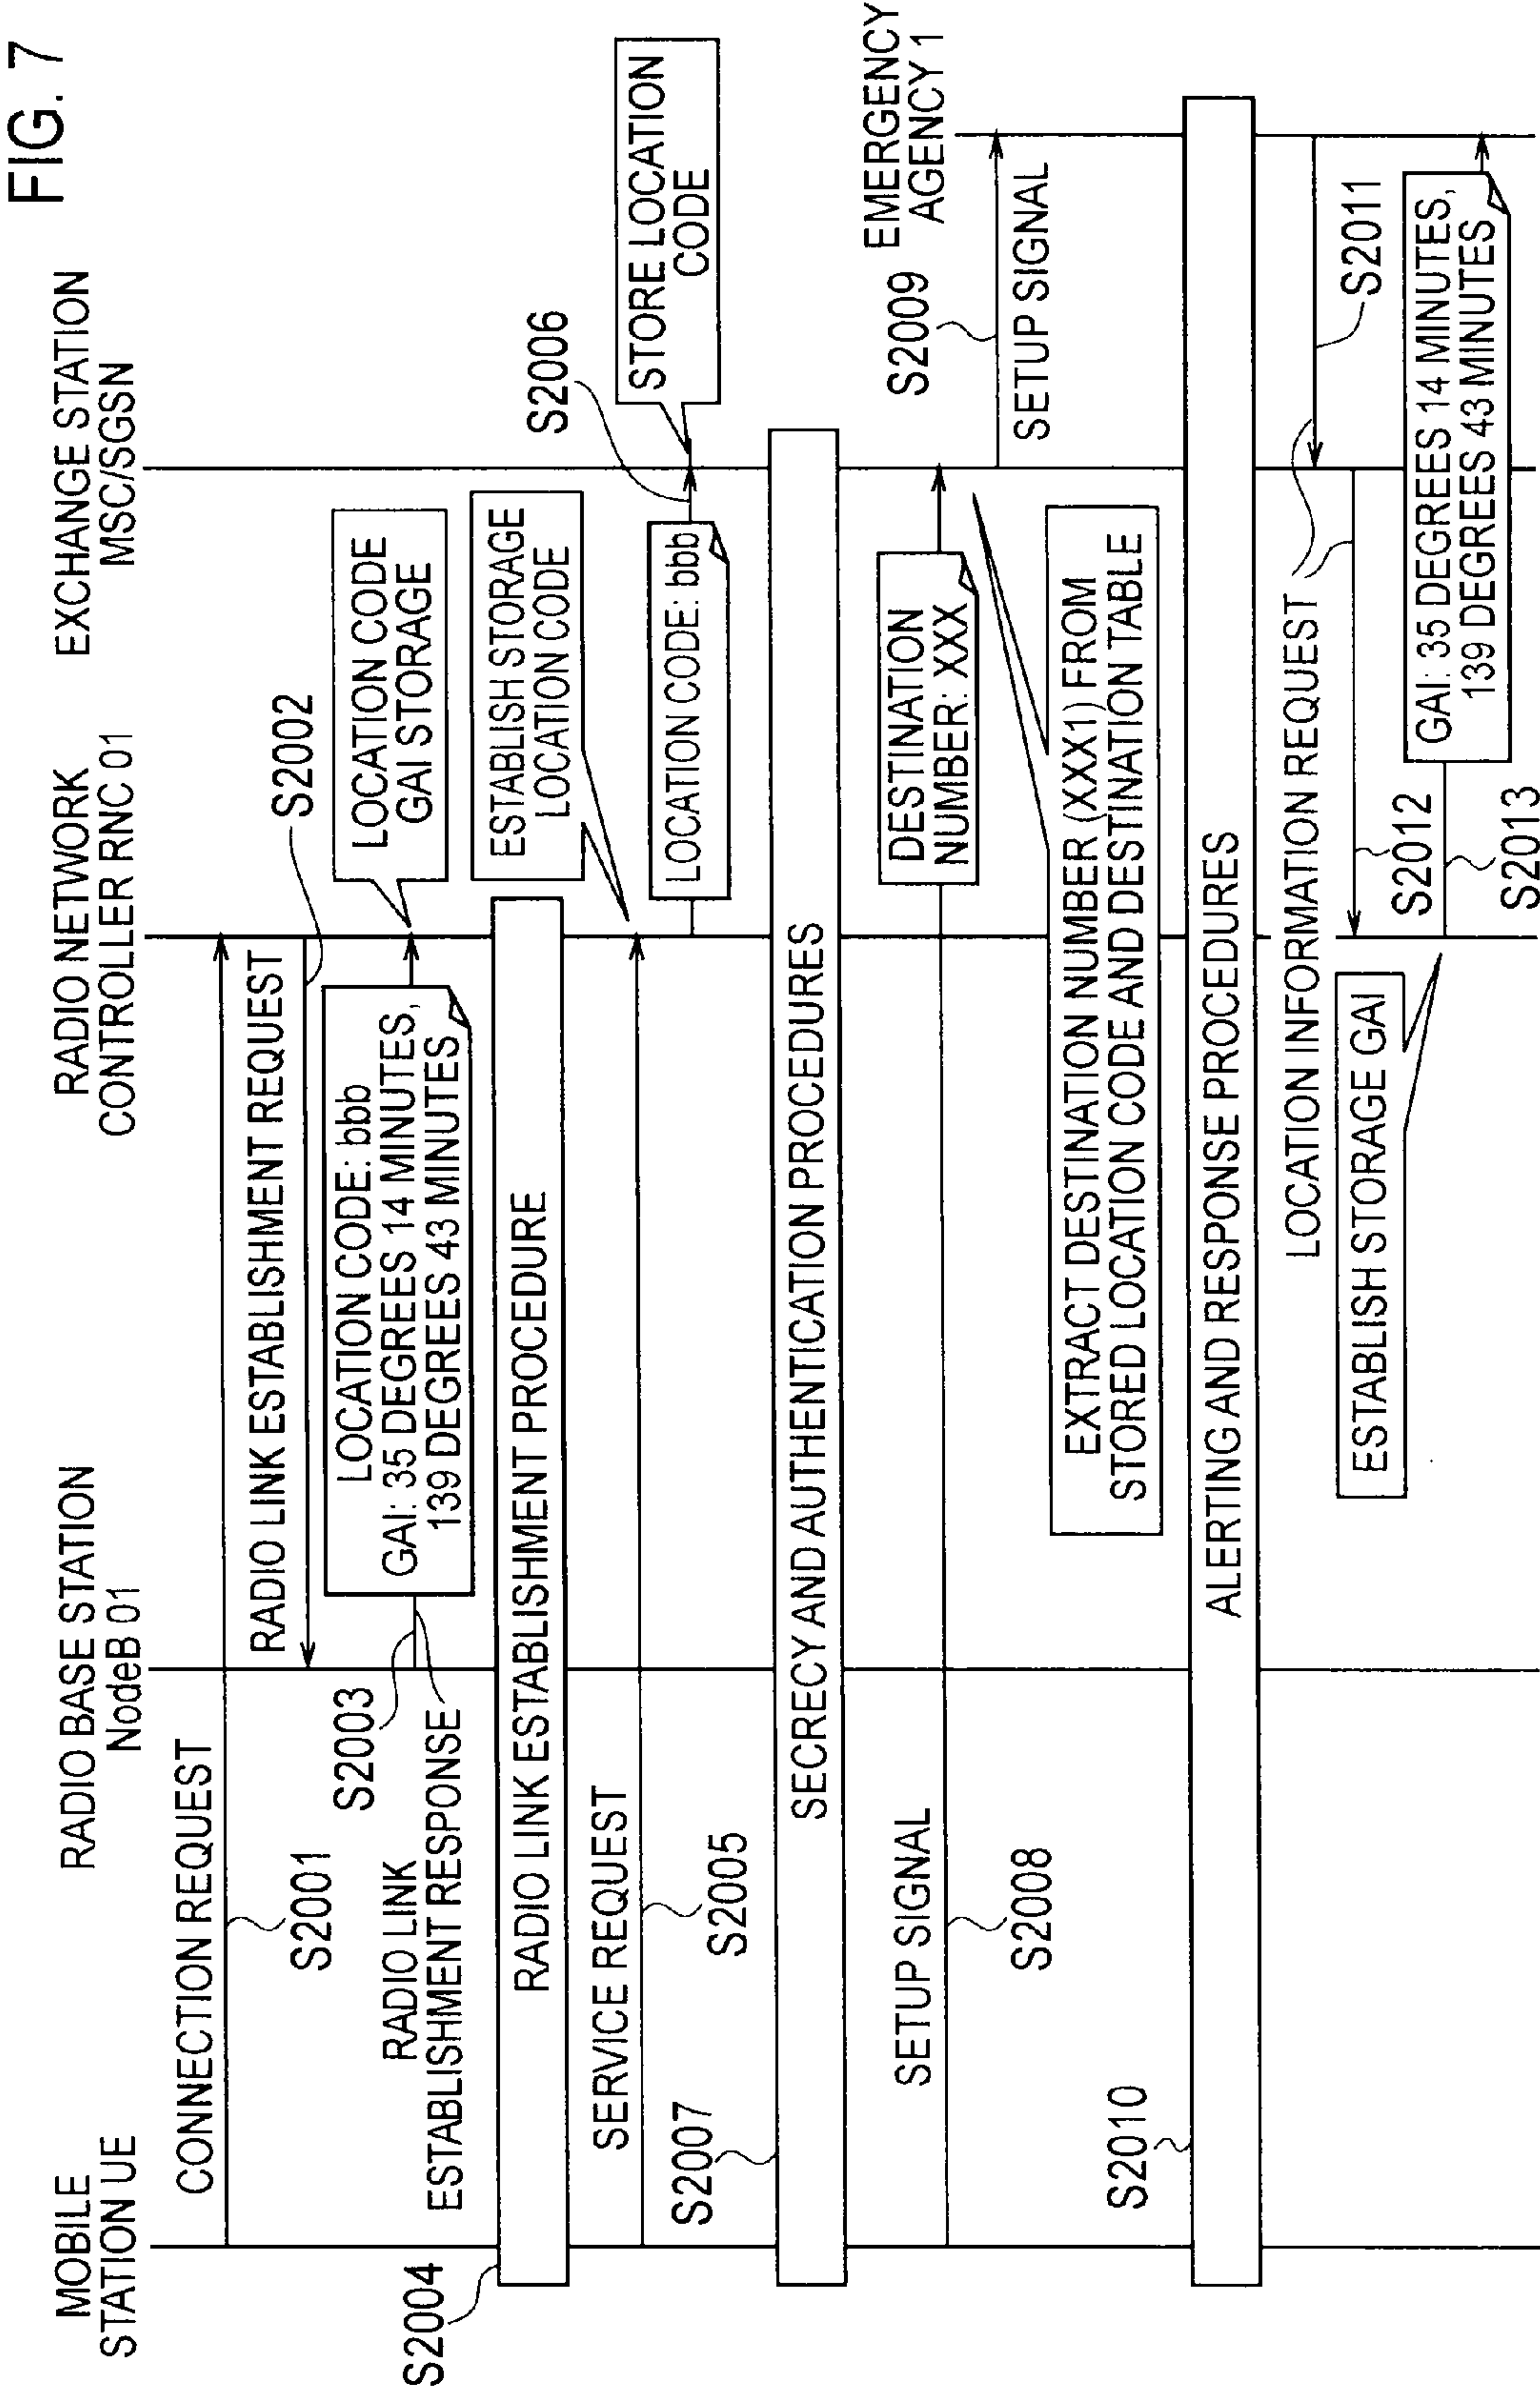 FIG. 7
MOBILE
STATION UE
RADIO BASE STATION
NodeB 01
RADIO NETWORK
CONTROLLER RNC 01
EXCHANGE STATION
MSC/SGSN
CONNECTION REQUEST
S2001
RADIO LINK ESTABLISHMENT REQUEST
S2002
S2003
RADIO LINK
ESTABLISHMENT RESPONSE
LOCATION CODE: bbb
GAI: 35 DEGREES 14 MINUTES,
139 DEGREES 43 MINUTES
LOCATION CODE
GAI STORAGE
S2004
RADIO LINK ESTABLISHMENT PROCEDURE
SERVICE REQUEST
S2005
ESTABLISH STORAGE
LOCATION CODE
LOCATION CODE: bbb
S2006
STORE LOCATION
CODE
S2007
SECRECY AND AUTHENTICATION PROCEDURES
SETUP SIGNAL
S2008
DESTINATION
NUMBER: XXX
EMERGENCY
AGENCY 1
S2009
SETUP SIGNAL
EXTRACT DESTINATION NUMBER (XXX1) FROM
STORED LOCATION CODE AND DESTINATION TABLE
S2010
ALERTING AND RESPONSE PROCEDURES
LOCATION INFORMATION REQUEST
S2011
S2012
ESTABLISH STORAGE GAI
GAI: 35 DEGREES 14 MINUTES,
139 DEGREES 43 MINUTES
S2013